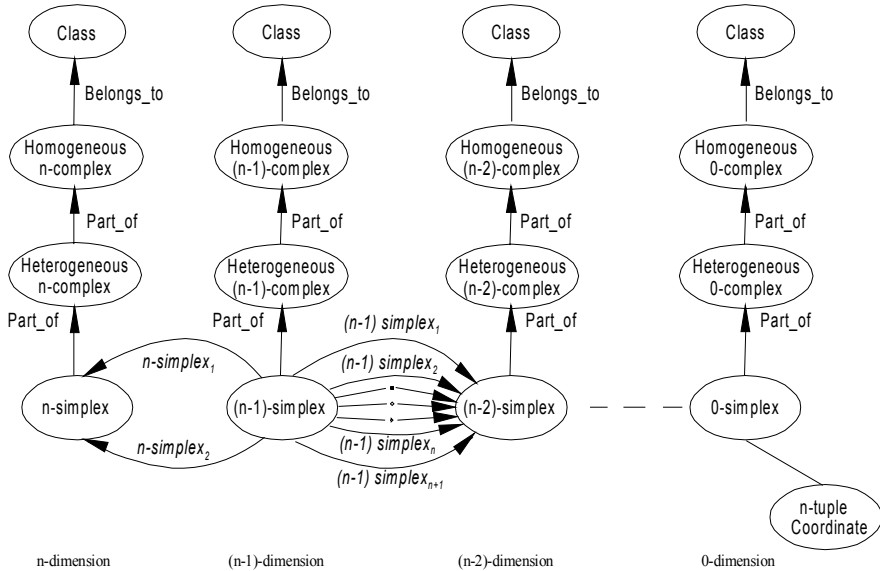 Class
Class
Class
Class
Belongs_to
Belongs_to
Belongs_to
Belongs_to
Homogeneous
n-complex
Homogeneous
(n-1)-complex
Homogeneous
(n-2)-complex
Homogeneous
0-complex
Part_of
Part_of
Part_of
Part_of
Heterogeneous
n-complex
Heterogeneous
(n-1)-complex
Heterogeneous
(n-2)-complex
Heterogeneous
0-complex
Part_of
Part_of
Part_of
Part_of
(n-1) simplex1
n-simplex1
(n-1) simplex2
n-simplex
(n-1)-simplex
(n-2)-simplex
0-simplex
n-simplex2
(n-1) simplexn
(n-1) simplexn+1
n-tuple
Coordinate
n-dimension
(n-1)-dimension
(n-2)-dimension
0-dimension